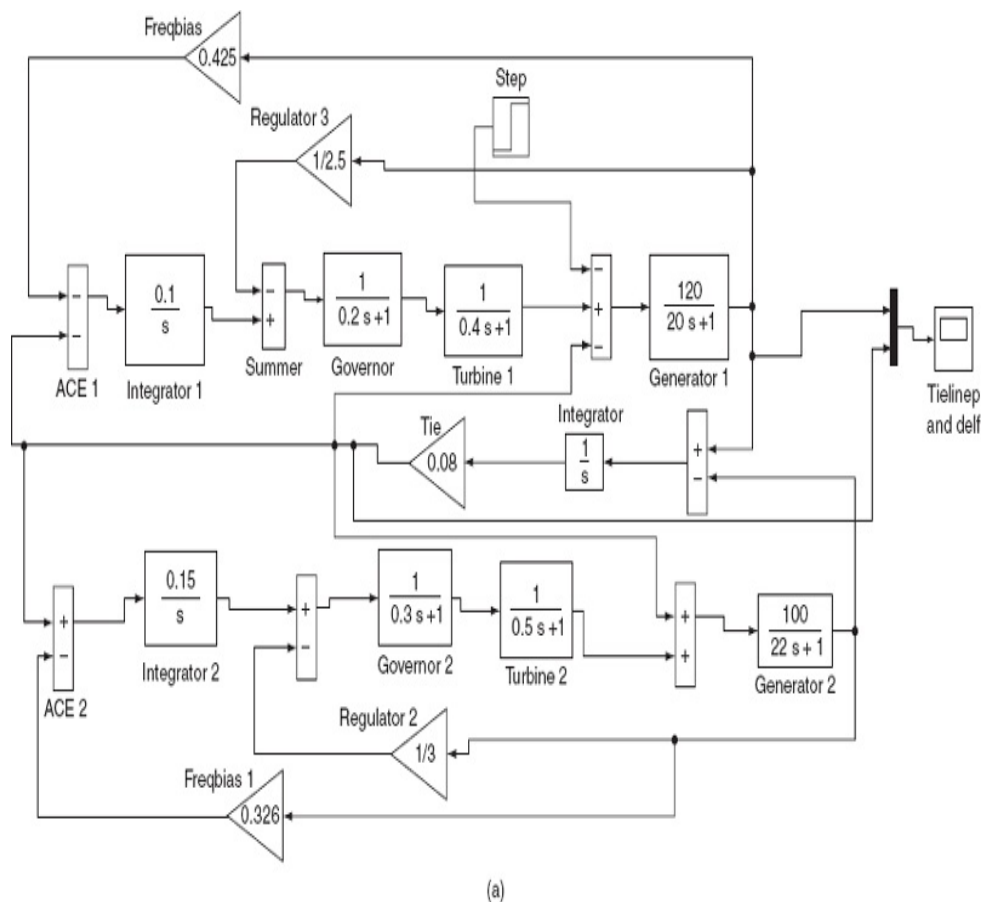 Freqbias
0.425
Step
Regulator 3
1/2.5
0.1
s
1
0.2 s +1
1
0.4 s+1
120
20 s+1
−
−
−
+
−
+
−
ACE 1
Integrator 1
Summer
Governor
Turbine 1
Generator 1
Tielinep
and delf
Tie
0.08
Integrator
1
s
+
−
0.15
s
1
0.3 s+1
1
0.5 s+1
100
22 s + 1
+
−
+
−
+
+
ACE 2
Integrator 2
Governor 2
Turbine 2
Generator 2
Regulator 2
1/3
Freqbias 1
0.326
(a)